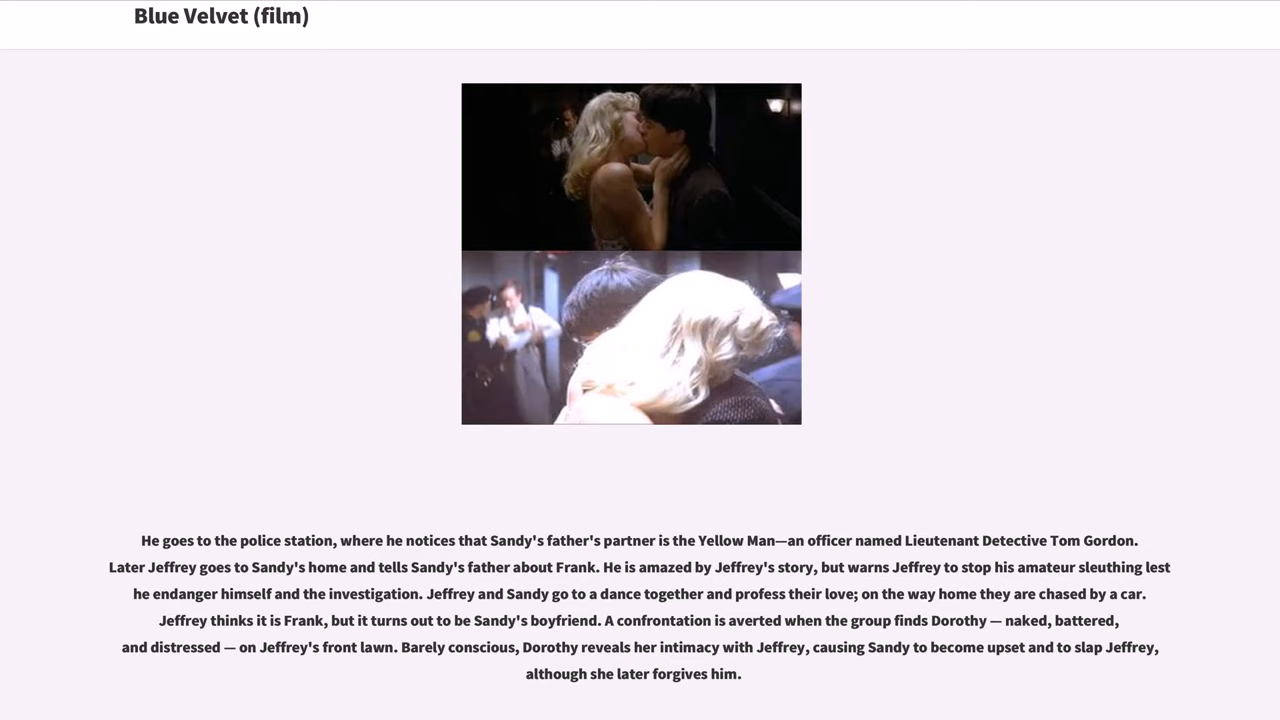 Blue Velvet (film)
He goes to the police station, where he notices that Sandy's father's partner is the Yellow Man—an officer named Lieutenant Detective Tom Gordon.
Later Jeffrey goes to Sandy's home and tells Sandy's father about Frank. He is amazed by Jeffrey's story, but warns Jeffrey to stop his amateur sleuthing lest
he endanger himself and the investigation. Jeffrey and Sandy go to a dance together and profess their love; on the way home they are chased by a car.
Jeffrey thinks it is Frank, but it turns out to be Sandy's boyfriend. A confrontation is averted when the group finds Dorothy — naked, battered,
and distressed — on Jeffrey's front lawn. Barely conscious, Dorothy reveals her intimacy with Jeffrey, causing Sandy to become upset and to slap Jeffrey,
although she later forgives him.